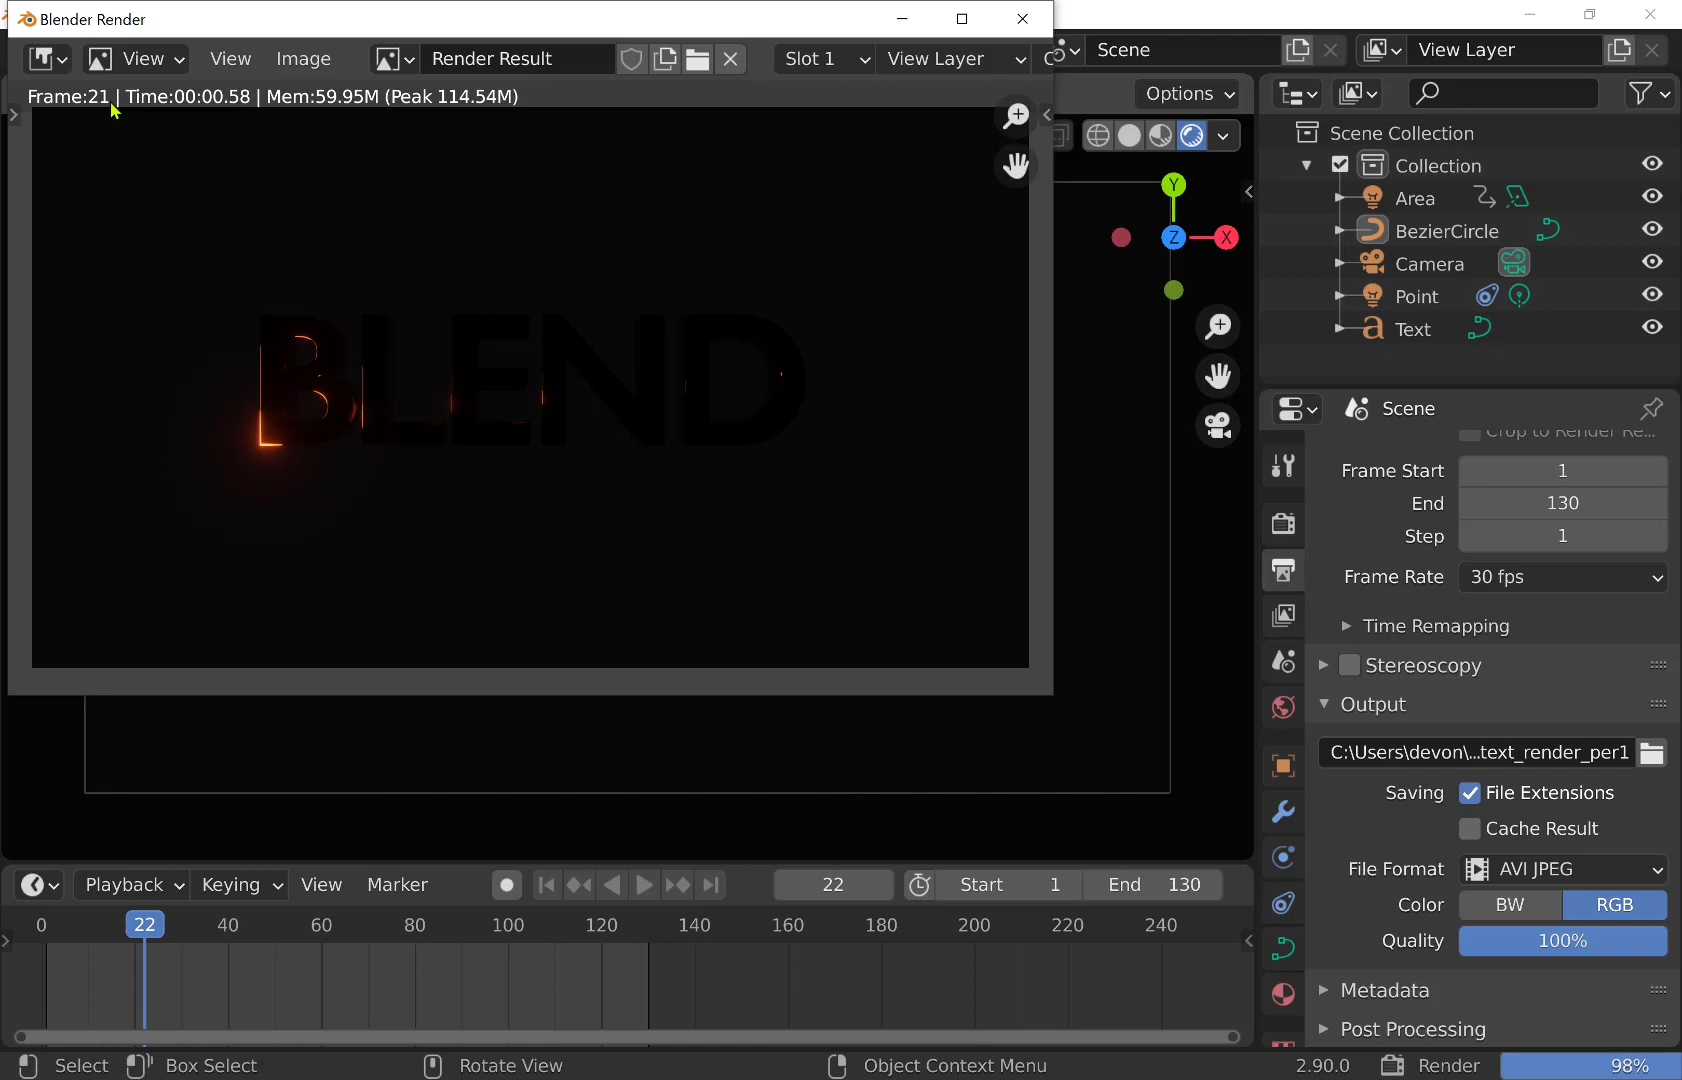 Blender Render
View View Image Render Result Slot 1 View Layer
Scene View Layer
Frame:21 | Time:00:00.58 | Mem:59.95M (Peak 114.54M)
Options
BLEND
Y
Z
X
Scene Collection
Collection
Area
BezierCircle
Camera
Point
a Text
Scene
Crop to Render Re...
Frame Start 1
End 130
Step 1
Frame Rate 30 fps
Time Remapping
Stereoscopy
Output
C:\Users\devon\...text_render_per1
Saving File Extensions
Cache Result
File Format AVI JPEG
Color BW RGB
Quality 100%
Metadata
Post Processing
Playback Keying View Marker 22 Start 1 End 130
0 22 40 60 80 100 120 140 160 180 200 220 240
Select Box Select Rotate View Object Context Menu 2.90.0 Render 98%